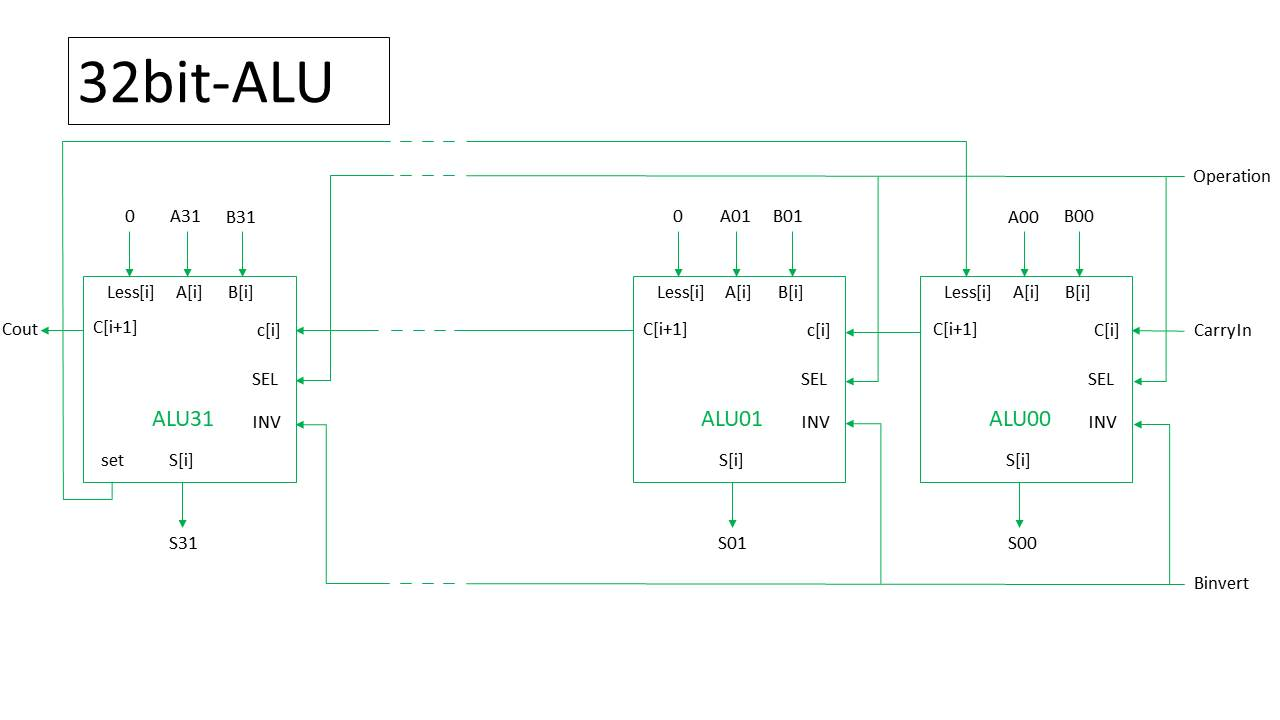 32bit-ALU
Operation
0 A31 B31 0 A01 B01 A00 B00
Less[i] A[i] B[i] Less[i] A[i] B[i] Less[i] A[i] B[i]
Cout C[i+1] c[i] C[i+1] c[i] C[i+1] C[i] CarryIn
SEL SEL SEL
ALU31 INV ALU01 INV ALU00 INV
set S[i] S[i] S[i]
S31 S01 S00
Binvert